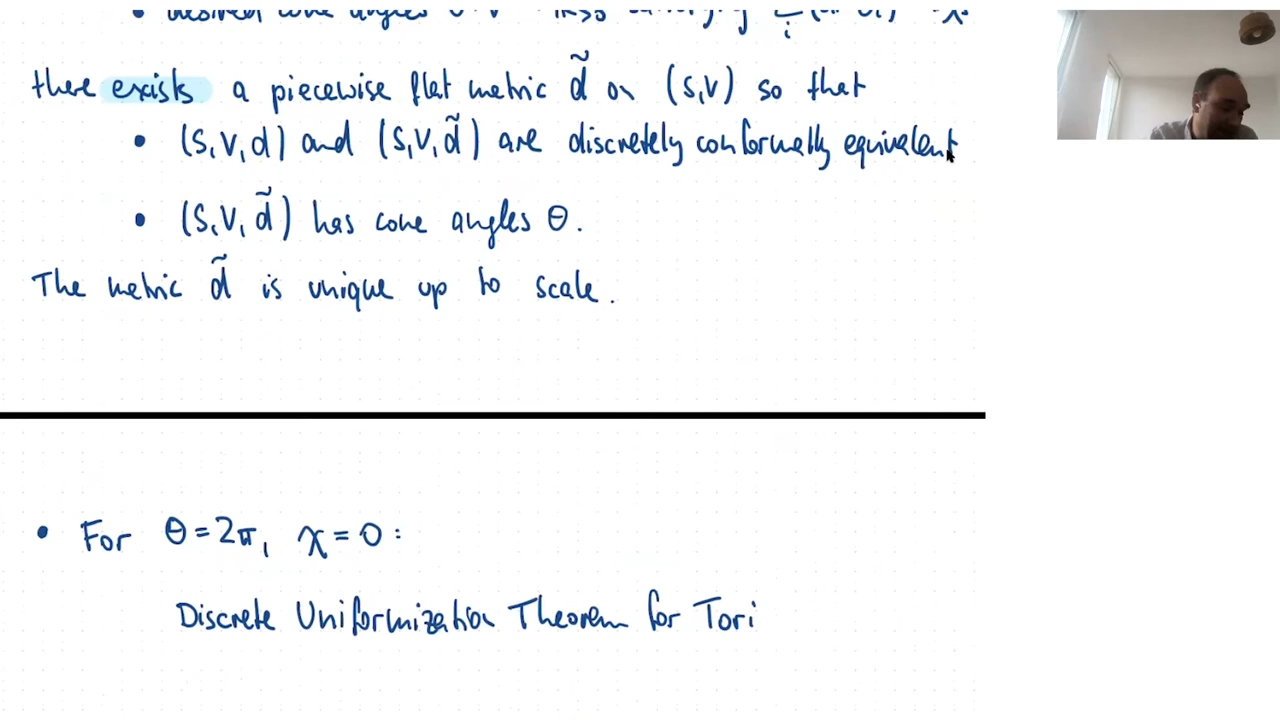 there exists a piecewise flat metric d̃ on (S,V) so that
• (S,V,d) and (S,V,d̃) are discretely conformally equivalent
• (S,V,d̃) has cone angles Θ.
The metric d̃ is unique up to scale.
• For Θ=2π, χ=0:
Discrete Uniformization Theorem for Tori